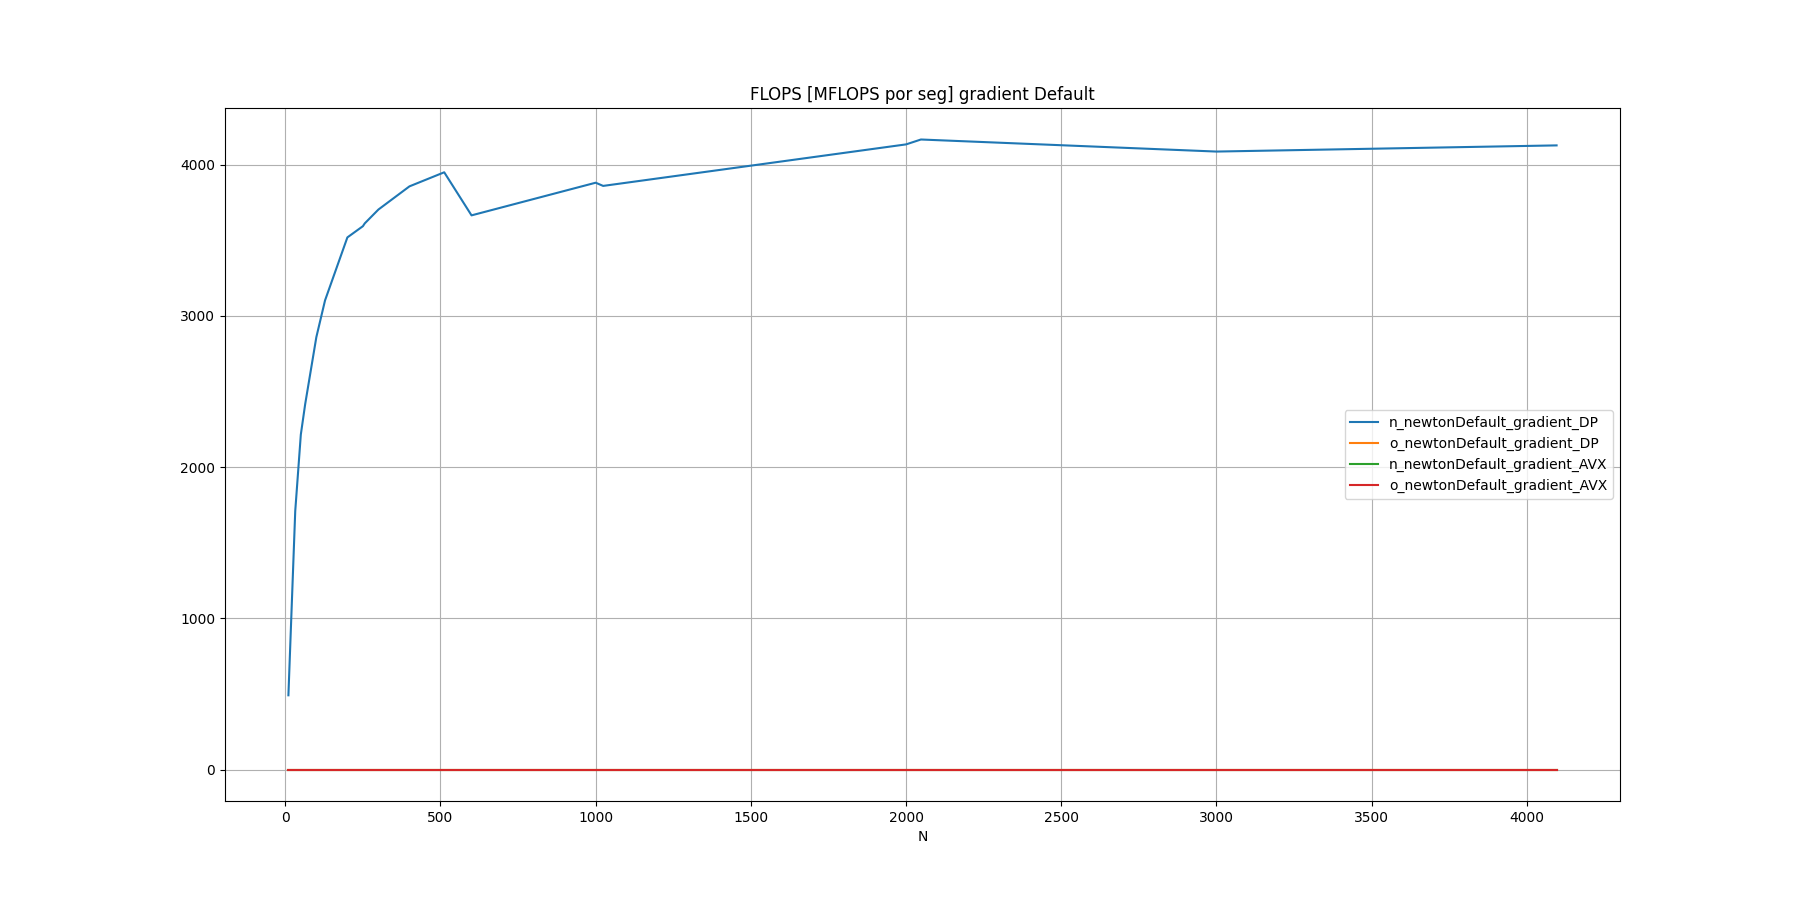 FLOPS [MFLOPS por seg] gradient Default
4000
3000
2000
1000
0
n_newtonDefault_gradient_DP
o_newtonDefault_gradient_DP
n_newtonDefault_gradient_AVX
o_newtonDefault_gradient_AVX
0 500 1000 1500 2000 2500 3000 3500 4000
N